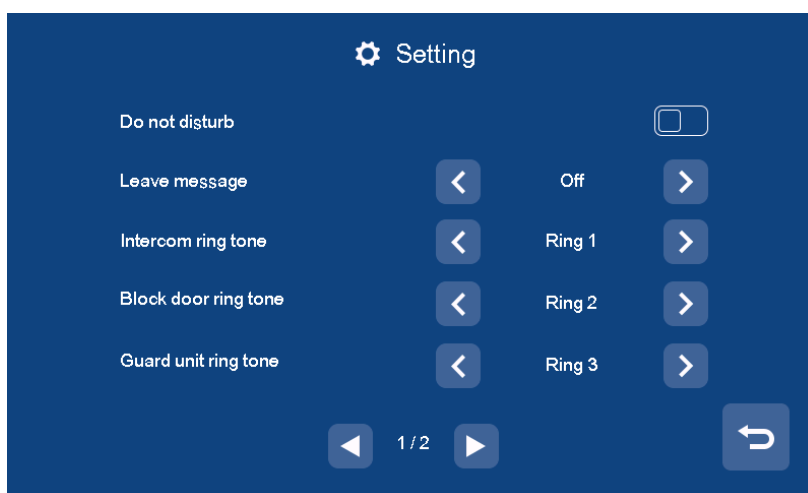 Setting
Do not disturb
Leave message Off
Intercom ring tone Ring 1
Block door ring tone Ring 2
Guard unit ring tone Ring 3
1/2